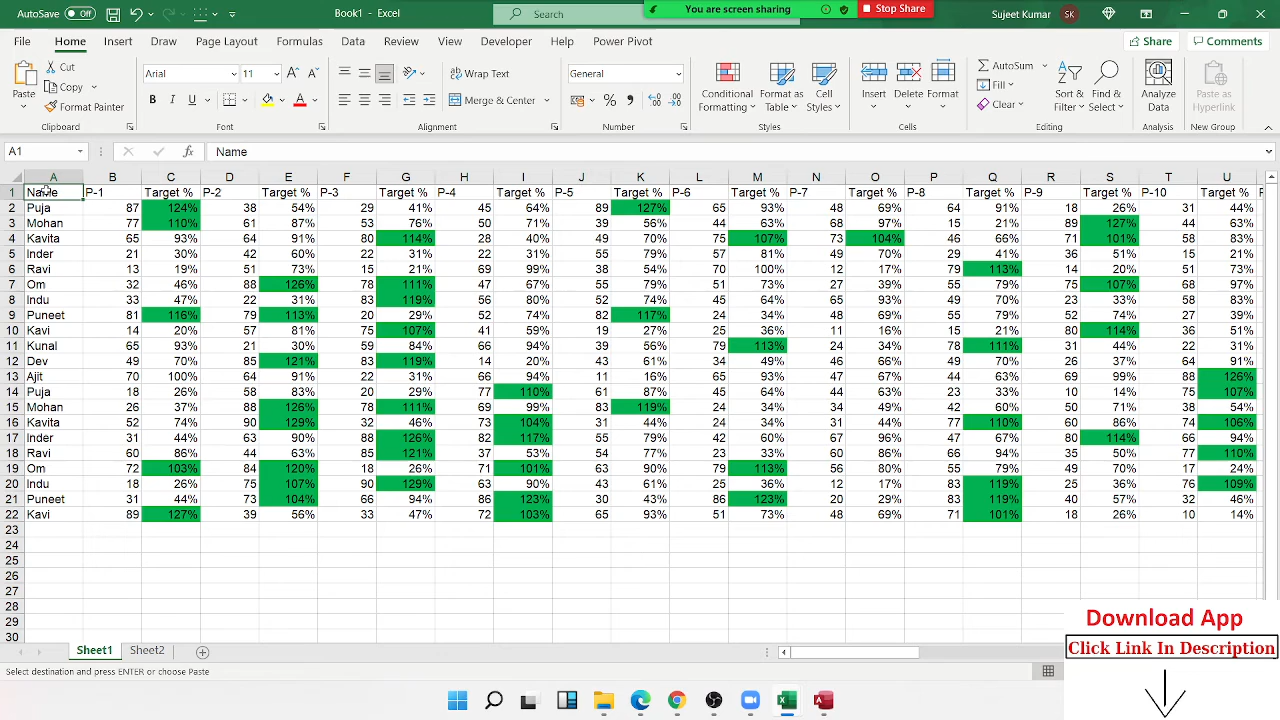 AutoSave Off Book1 - Excel Search You are screen sharing Stop Share Sujeet Kumar SK
File Home Insert Draw Page Layout Formulas Data Review View Developer Help Power Pivot Share Comments
Paste Cut Copy Format Painter Clipboard
Arial 11 B I U Font
Wrap Text Merge & Center Alignment
General Number
Conditional Formatting Format as Table Cell Styles Styles
Insert Delete Format Cells
AutoSum Fill Clear Sort & Filter Find & Select Editing
Analyze Data Analysis
Paste as Hyperlink New Group
A1 fx Name
A B C D E F G H I J K L M N O P Q R S T U
1 Name P-1 Target % P-2 Target % P-3 Target % P-4 Target % P-5 Target % P-6 Target % P-7 Target % P-8 Target % P-9 Target % P-10 Target %
2 Puja 87 124% 38 54% 29 41% 45 64% 89 127% 65 93% 48 69% 64 91% 18 26% 31 44%
3 Mohan 77 110% 61 87% 53 76% 50 71% 39 56% 44 63% 68 97% 15 21% 89 127% 44 63%
4 Kavita 65 93% 64 91% 80 114% 28 40% 49 70% 75 107% 73 104% 46 66% 71 101% 58 83%
5 Inder 21 30% 42 60% 22 31% 22 31% 55 79% 65 93% 49 70% 29 41% 36 51% 15 21%
6 Ravi 13 19% 51 73% 15 21% 69 99% 38 54% 70 100% 12 17% 79 113% 14 20% 51 73%
7 Om 32 46% 88 126% 78 111% 47 67% 55 79% 51 73% 27 39% 55 79% 75 107% 68 97%
8 Indu 33 47% 22 31% 83 119% 56 80% 52 74% 45 64% 65 93% 49 70% 23 33% 58 83%
9 Puneet 81 116% 79 113% 20 29% 52 74% 82 117% 24 34% 48 69% 55 79% 52 74% 27 39%
10 Kavi 14 20% 57 81% 75 107% 41 59% 19 27% 25 36% 11 16% 15 21% 80 114% 36 51%
11 Kunal 65 93% 21 30% 59 84% 66 94% 39 56% 79 113% 24 34% 78 111% 31 44% 22 31%
12 Dev 49 70% 85 121% 83 119% 14 20% 43 61% 34 49% 46 66% 49 70% 26 37% 64 91%
13 Ajit 70 100% 64 91% 22 31% 66 94% 11 16% 65 93% 47 67% 44 63% 69 99% 88 126%
14 Puja 18 26% 58 83% 20 29% 77 110% 61 87% 45 64% 44 63% 23 33% 10 14% 75 107%
15 Mohan 26 37% 88 126% 78 111% 69 99% 83 119% 24 34% 34 49% 42 60% 50 71% 38 54%
16 Kavita 52 74% 90 129% 32 46% 73 104% 31 44% 24 34% 31 44% 77 110% 60 86% 74 106%
17 Inder 31 44% 63 90% 88 126% 82 117% 55 79% 42 60% 67 96% 47 67% 80 114% 66 94%
18 Ravi 60 86% 44 63% 85 121% 37 53% 54 77% 23 33% 60 86% 66 94% 35 50% 77 110%
19 Om 72 103% 84 120% 18 26% 71 101% 63 90% 79 113% 56 80% 55 79% 49 70% 17 24%
20 Indu 18 26% 75 107% 90 129% 63 90% 43 61% 25 36% 12 17% 83 119% 25 36% 76 109%
21 Puneet 31 44% 73 104% 66 94% 86 123% 30 43% 86 123% 20 29% 83 119% 40 57% 32 46%
22 Kavi 89 127% 39 56% 33 47% 72 103% 65 93% 51 73% 48 69% 71 101% 18 26% 10 14%
23
24
25
26
27
28
29
30
Sheet1 Sheet2
Select destination and press ENTER or choose Paste
Download App
Click Link In Description